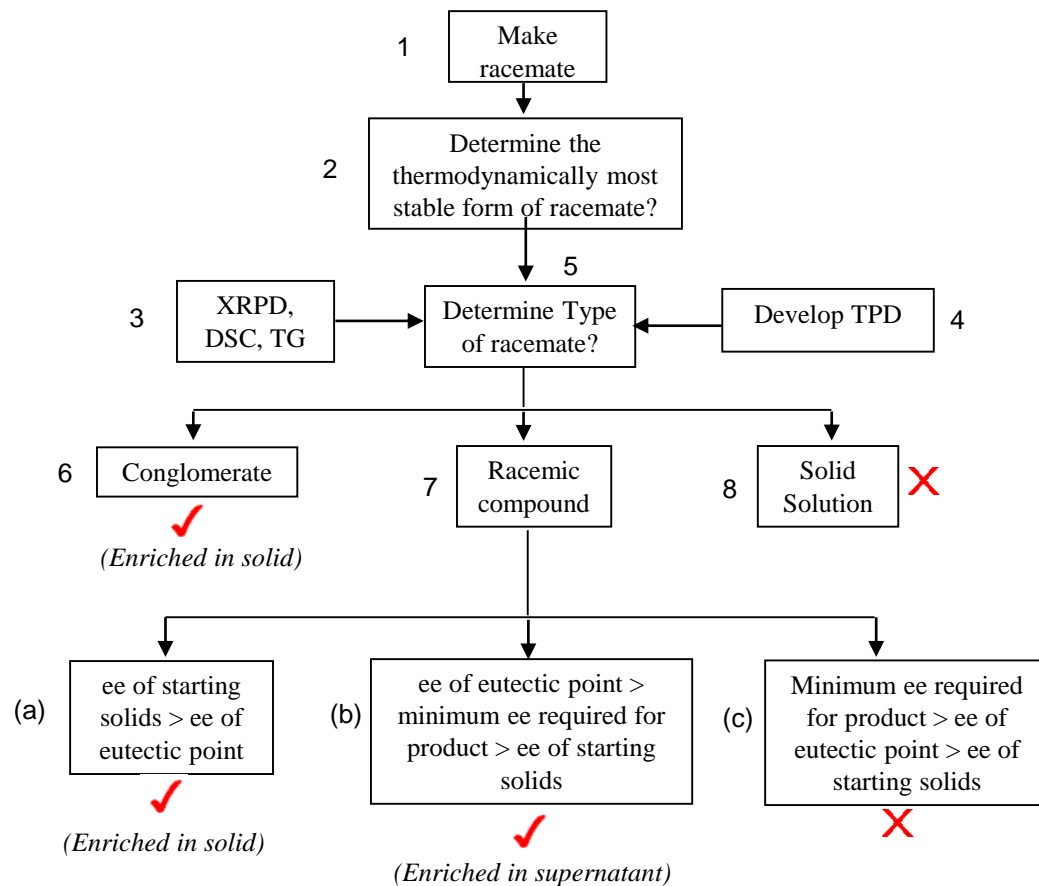 1
Make
racemate
2
Determine the
thermodynamically most
stable form of racemate?
5
3
XRPD,
DSC, TG
Determine Type
of racemate?
Develop TPD
4
6
Conglomerate
(Enriched in solid)
7
Racemic
compound
8
Solid
Solution
(a)
ee of starting
solids > ee of
eutectic point
(Enriched in solid)
(b)
ee of eutectic point >
minimum ee required for
product > ee of starting
solids
(Enriched in supernatant)
(c)
Minimum ee required
for product > ee of
eutectic point > ee of
starting solids